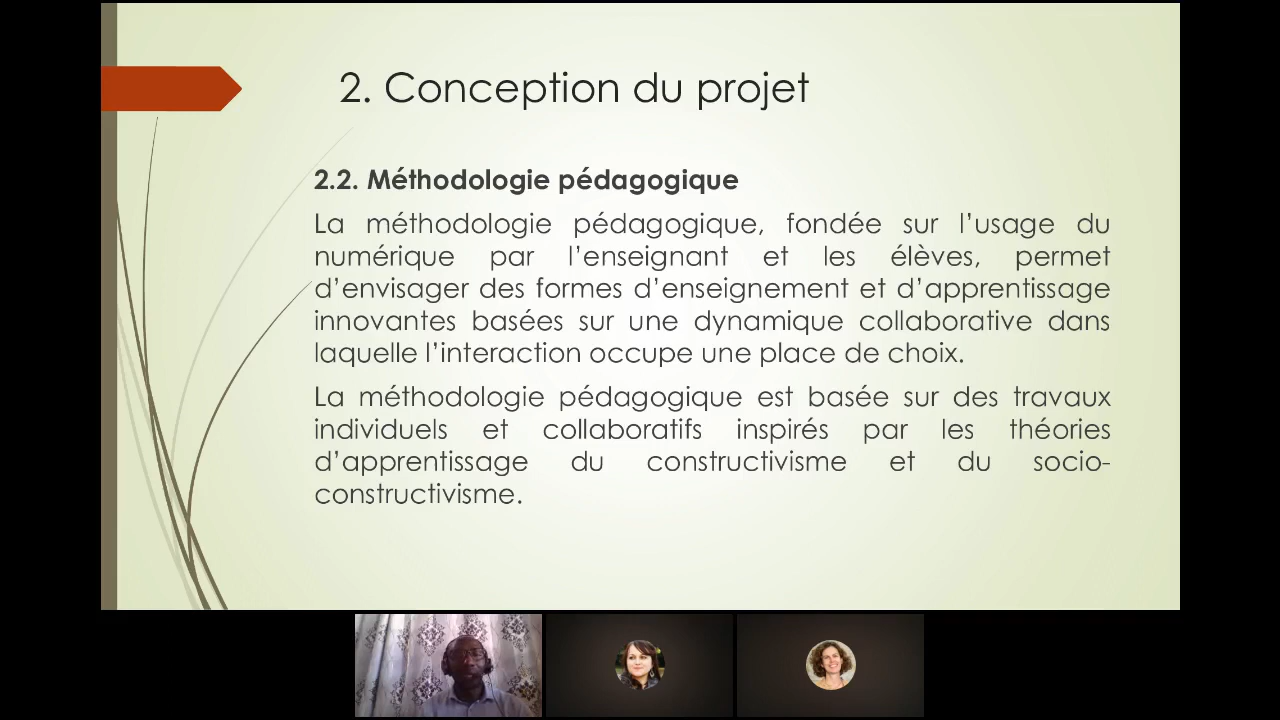 2. Conception du projet
2.2. Méthodologie pédagogique
La méthodologie pédagogique, fondée sur l’usage du
numérique par l’enseignant et les élèves, permet
d’envisager des formes d’enseignement et d’apprentissage
innovantes basées sur une dynamique collaborative dans
laquelle l’interaction occupe une place de choix.
La méthodologie pédagogique est basée sur des travaux
individuels et collaboratifs inspirés par les théories
d’apprentissage du constructivisme et du socio-
constructivisme.